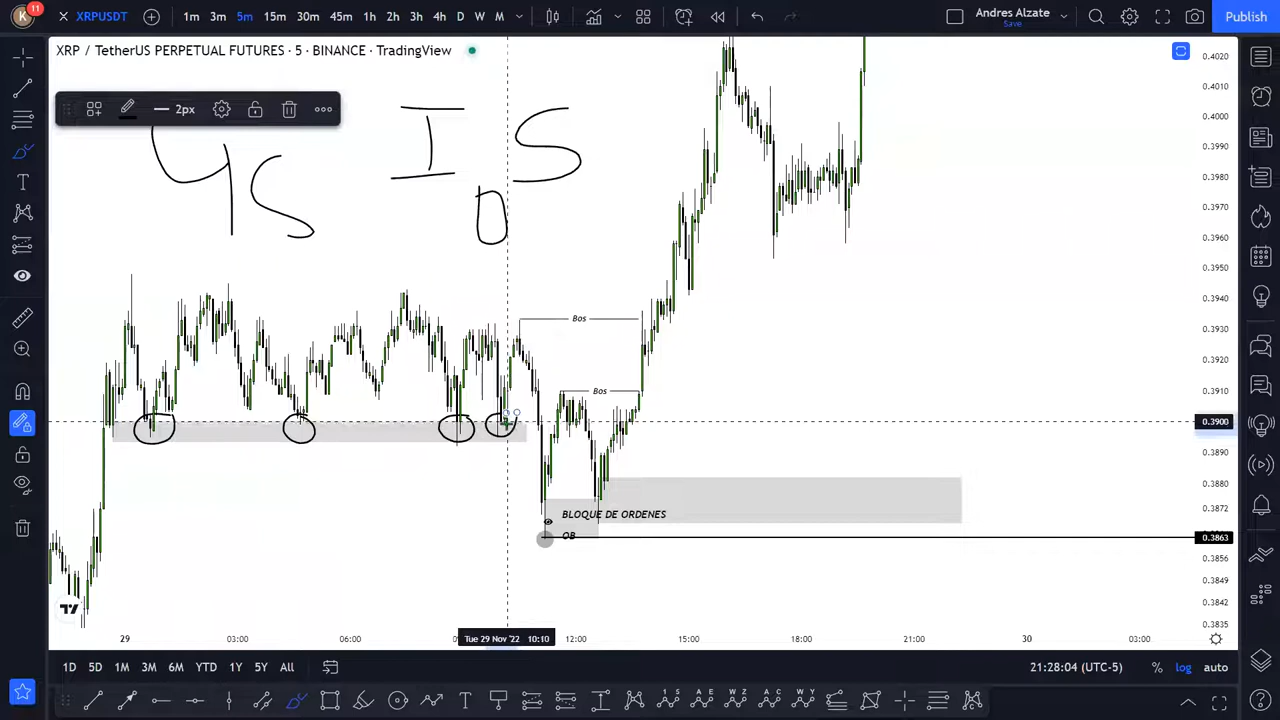 K 11 XRPUSDT 1m 3m 5m 15m 30m 45m 1h 2h 3h 4h D W M Andres Alzate Save Publish
XRP / TetherUS PERPETUAL FUTURES · 5 · BINANCE · TradingView
2px
4S I S
0
Bos
Bos
BLOQUE DE ORDENES
OB
0.4020
0.4010
0.4000
0.3990
0.3980
0.3970
0.3960
0.3950
0.3940
0.3930
0.3920
0.3910
0.3900
0.3890
0.3880
0.3872
0.3863
0.3856
0.3849
0.3842
0.3835
29 03:00 06:00 Tue 29 Nov '22 10:10 12:00 15:00 18:00 21:00 30 03:00
1D 5D 1M 3M 6M YTD 1Y 5Y All 21:28:04 (UTC-5) % log auto